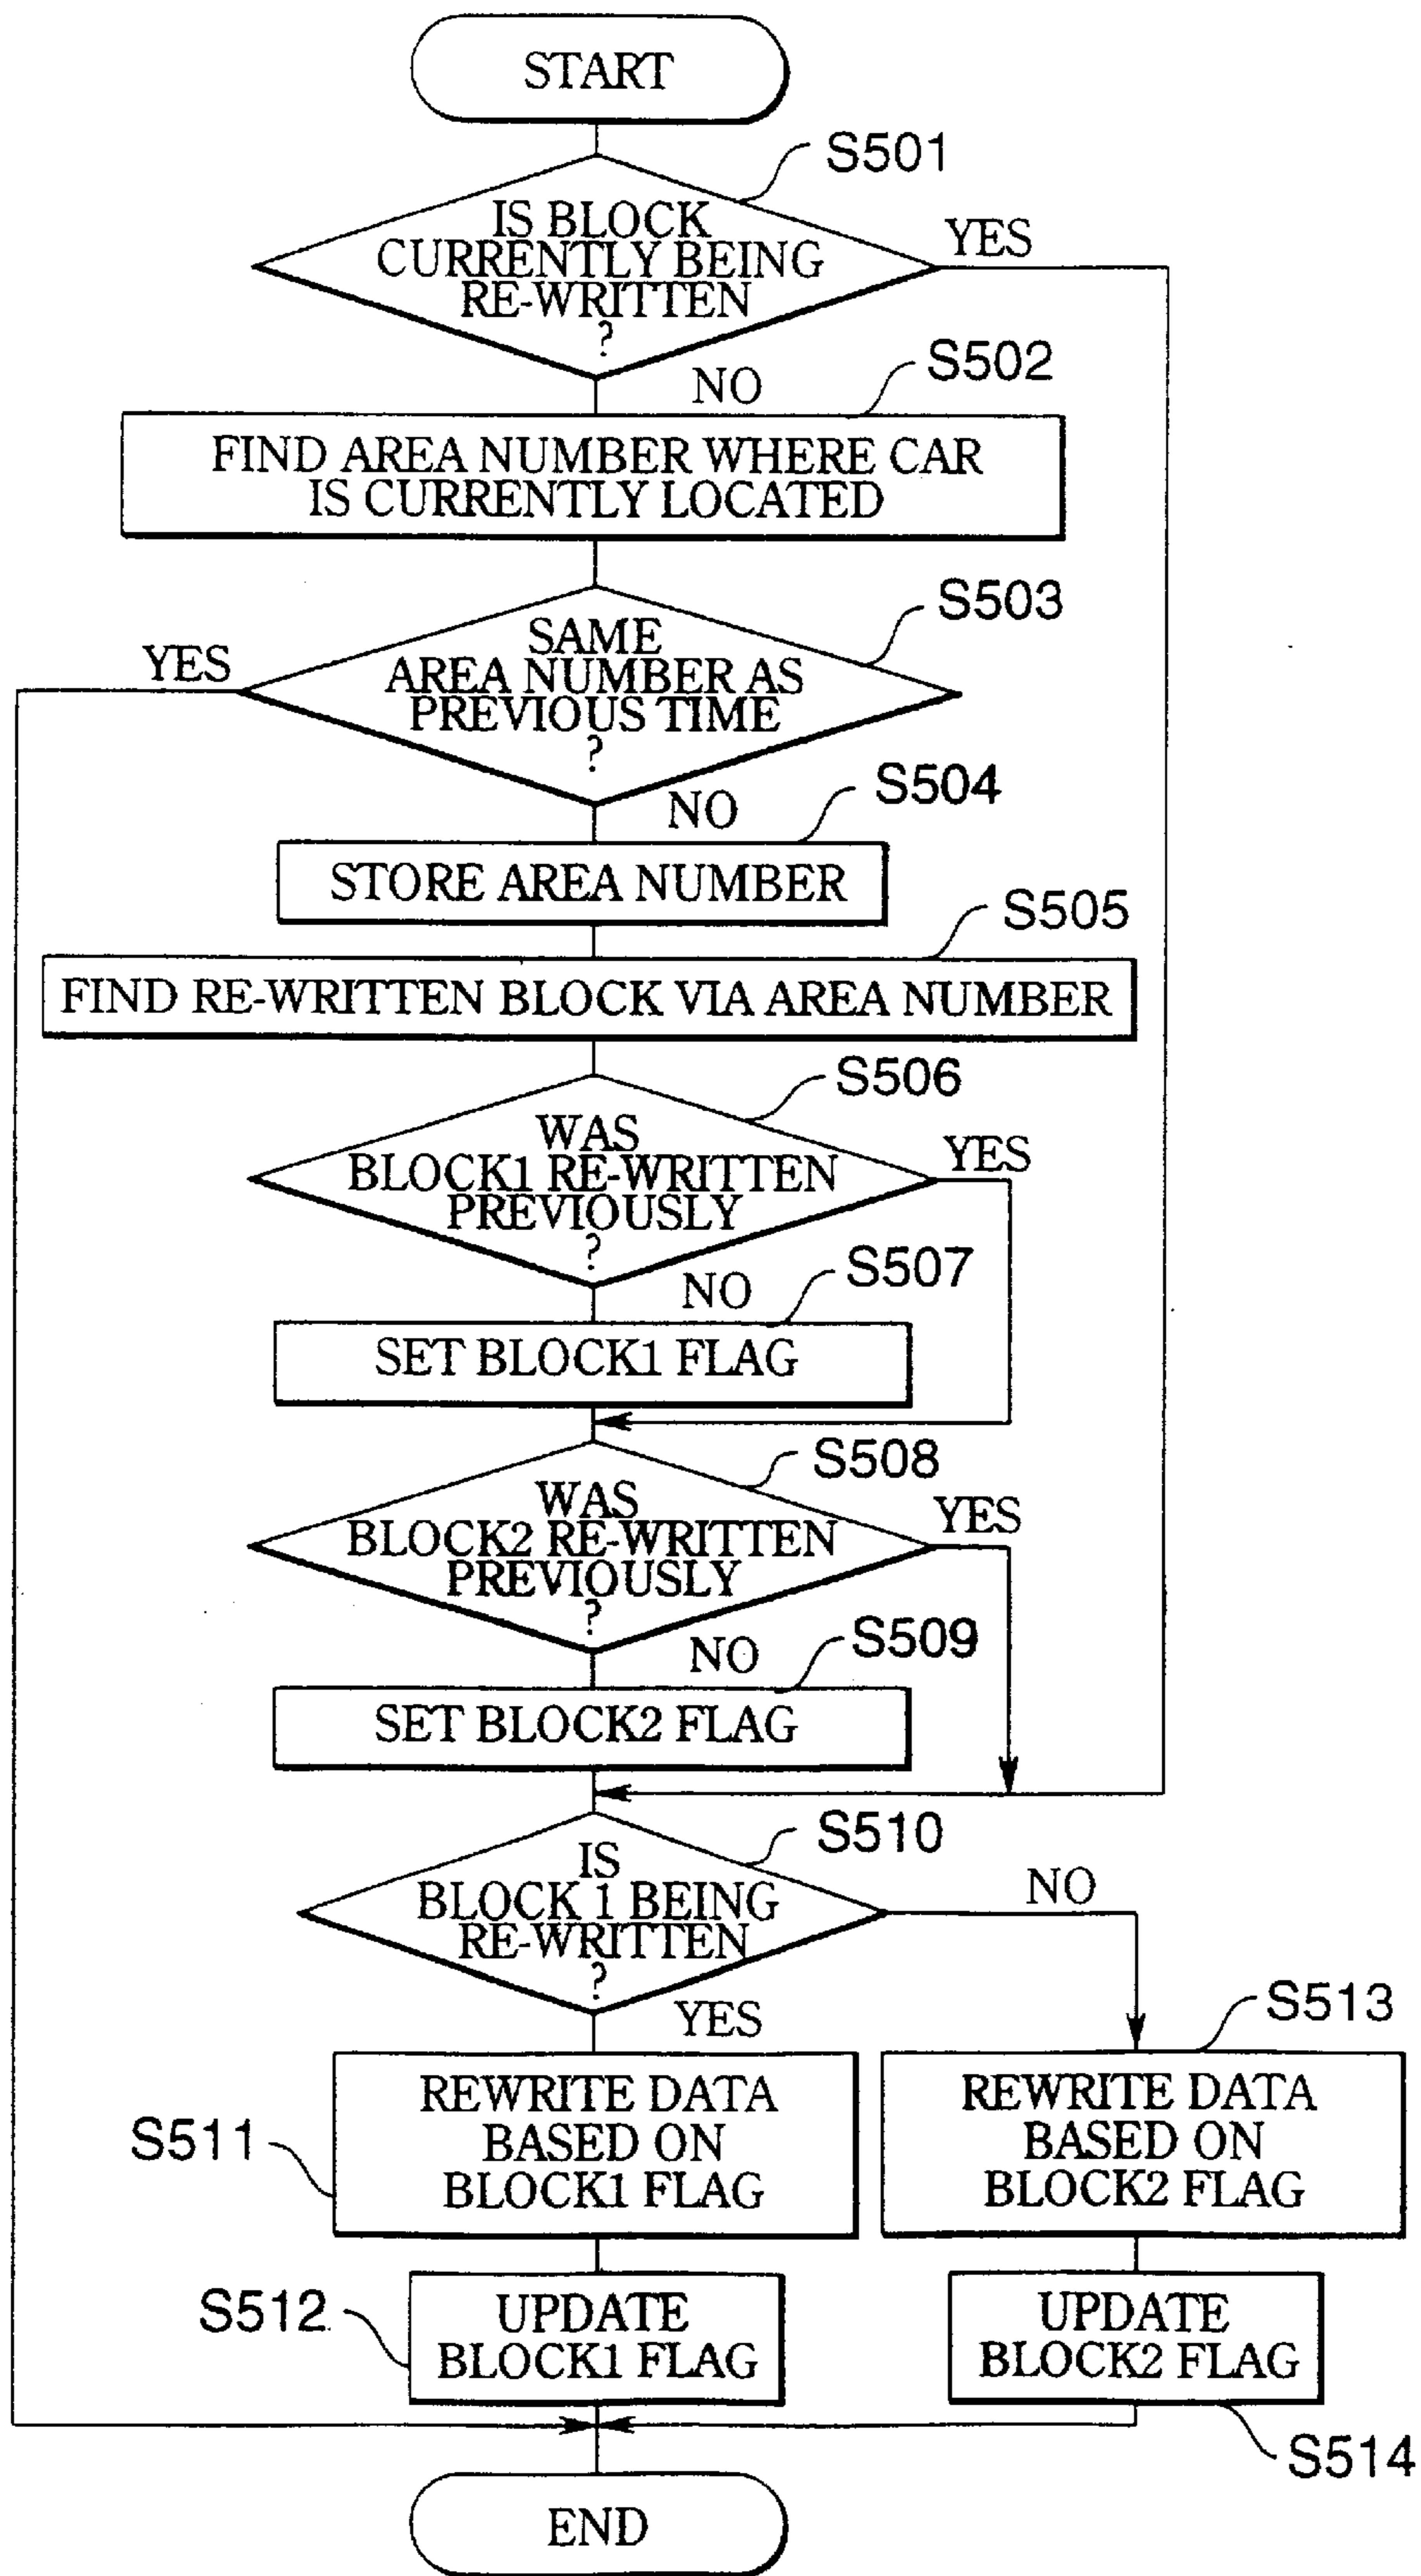 START
S501
IS BLOCK
CURRENTLY BEING
RE-WRITTEN
?
YES
NO
S502
FIND AREA NUMBER WHERE CAR
IS CURRENTLY LOCATED
S503
SAME
AREA NUMBER AS
PREVIOUS TIME
?
YES
NO
S504
STORE AREA NUMBER
S505
FIND RE-WRITTEN BLOCK VIA AREA NUMBER
S506
WAS
BLOCK1 RE-WRITTEN
PREVIOUSLY
?
YES
NO
S507
SET BLOCK1 FLAG
S508
WAS
BLOCK2 RE-WRITTEN
PREVIOUSLY
?
YES
NO
S509
SET BLOCK2 FLAG
S510
IS
BLOCK 1 BEING
RE-WRITTEN
?
NO
YES
S511
REWRITE DATA
BASED ON
BLOCK1 FLAG
S513
REWRITE DATA
BASED ON
BLOCK2 FLAG
S512
UPDATE
BLOCK1 FLAG
UPDATE
BLOCK2 FLAG
S514
END